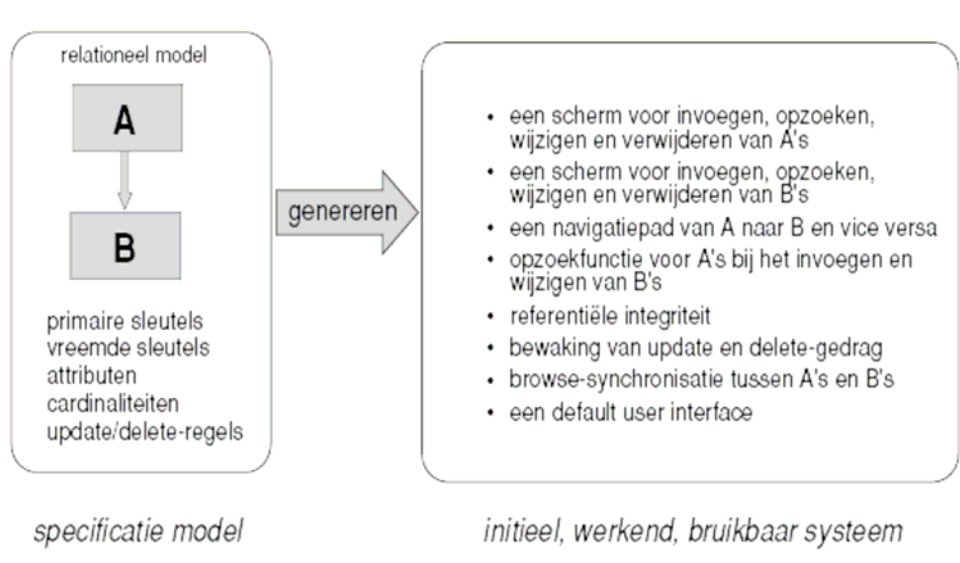 relationeel model
A
B
primaire sleutels
vreemde sleutels
attributen
cardinaliteiten
update/delete-regels
specificatie model
genereren
• een scherm voor invoegen, opzoeken,
wijzigen en verwijderen van A's
• een scherm voor invoegen, opzoeken,
wijzigen en verwijderen van B's
• een navigatiepad van A naar B en vice versa
• opzoekfunctie voor A's bij het invoegen en
wijzigen van B's
• referentiële integriteit
• bewaking van update en delete-gedrag
• browse-synchronisatie tussen A's en B's
• een default user interface
initieel, werkend, bruikbaar systeem